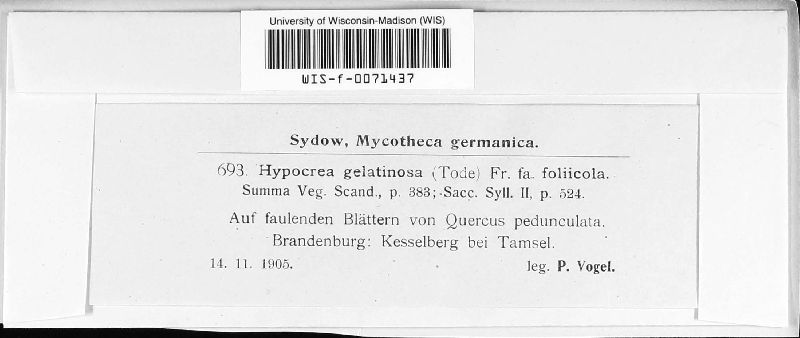 University of Wisconsin-Madison (WIS)
WIS-f-0071437
Sydow, Mycotheca germanica.
693. Hypocrea gelatinosa (Tode) Fr. fa. foliicola.
Summa Veg. Scand., p. 383; Sacc. Syll. II, p. 524.
Auf faulenden Blättern von Quercus pedunculata.
Brandenburg: Kesselberg bei Tamsel.
14. 11. 1905. leg. P. Vogel.